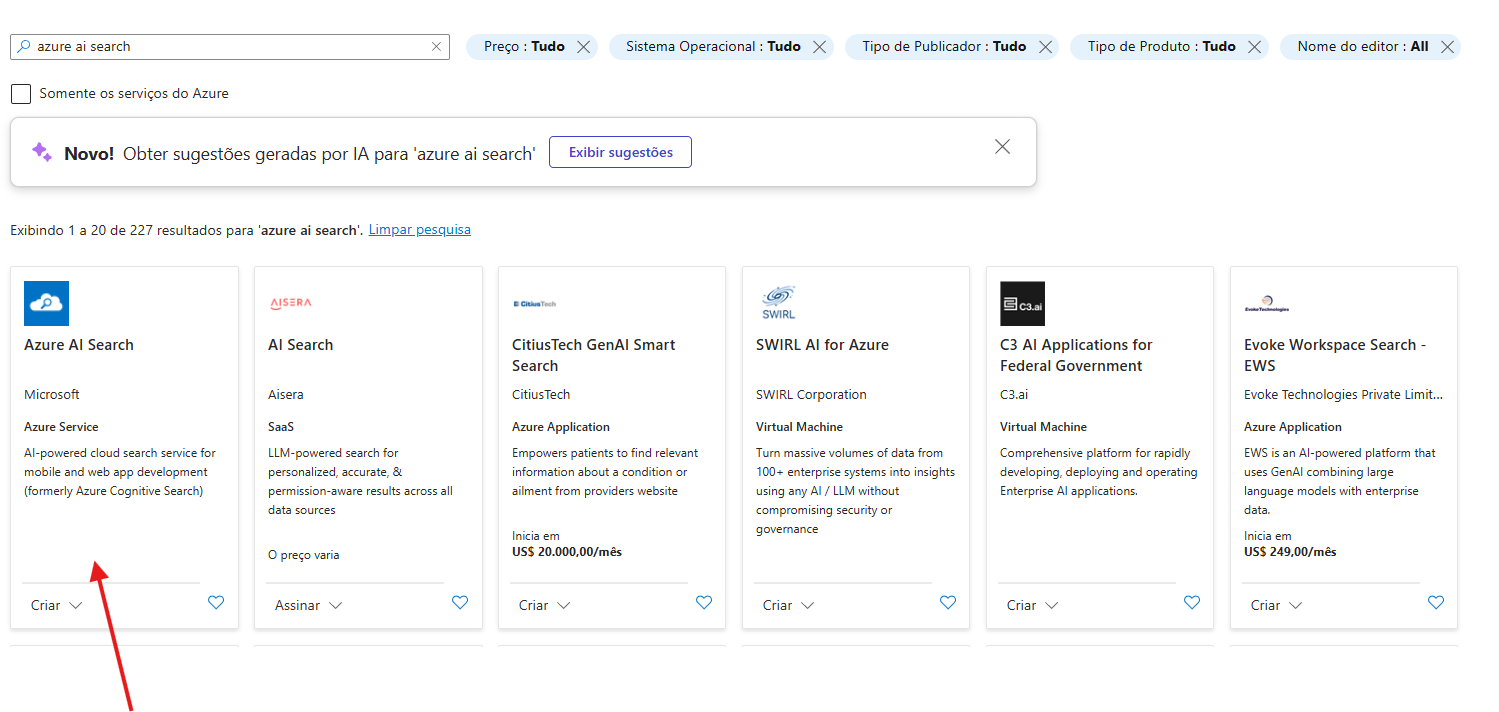 azure ai search
Preço : Tudo
Sistema Operacional : Tudo
Tipo de Publicador : Tudo
Tipo de Produto : Tudo
Nome do editor : All
Somente os serviços do Azure
Novo! Obter sugestões geradas por IA para 'azure ai search'
Exibir sugestões
Exibindo 1 a 20 de 227 resultados para 'azure ai search'. Limpar pesquisa
Azure AI Search
Microsoft
Azure Service
AI-powered cloud search service for
mobile and web app development
(formerly Azure Cognitive Search)
Criar
AISERA
AI Search
Aisera
SaaS
LLM-powered search for
personalized, accurate, &
permission-aware results across all
data sources
O preço varia
Assinar
CitiusTech
CitiusTech GenAI Smart
Search
CitiusTech
Azure Application
Empowers patients to find relevant
information about a condition or
ailment from providers website
Inicia em
US$ 20.000,00/mês
Criar
SWIRL
SWIRL AI for Azure
SWIRL Corporation
Virtual Machine
Turn massive volumes of data from
100+ enterprise systems into insights
using any AI / LLM without
compromising security or
governance
Criar
C3.ai
C3 AI Applications for
Federal Government
C3.ai
Virtual Machine
Comprehensive platform for rapidly
developing, deploying and operating
Enterprise AI applications.
Criar
EvokeTechnologies
Evoke Workspace Search -
EWS
Evoke Technologies Private Limit...
Azure Application
EWS is an AI-powered platform that
uses GenAI combining large
language models with enterprise
data.
Inicia em
US$ 249,00/mês
Criar